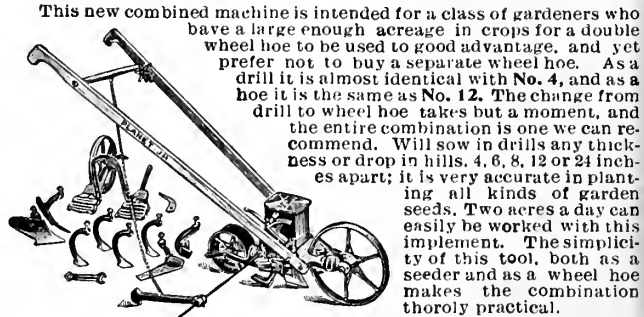 This new combined machine is intended for a class of gardeners who
have a large enough acreage in crops for a double
wheel hoe to be used to good advantage, and yet
prefer not to buy a separate wheel hoe. As a
drill it is almost identical with No. 4, and as a
hoe it is the same as No. 12. The change from
drill to wheel hoe takes but a moment, and
the entire combination is one we can re-
commend. Will sow in drills any thick-
ness or drop in hills, 4, 6, 8, 12 or 24 inch-
es apart; it is very accurate in plant-
ing all kinds of garden
seeds. Two acres a day can
easily be worked with this
implement. The simplici-
ty of this tool, both as a
seeder and as a wheel hoe
makes the combination
thoroly practical.
PLANET JR